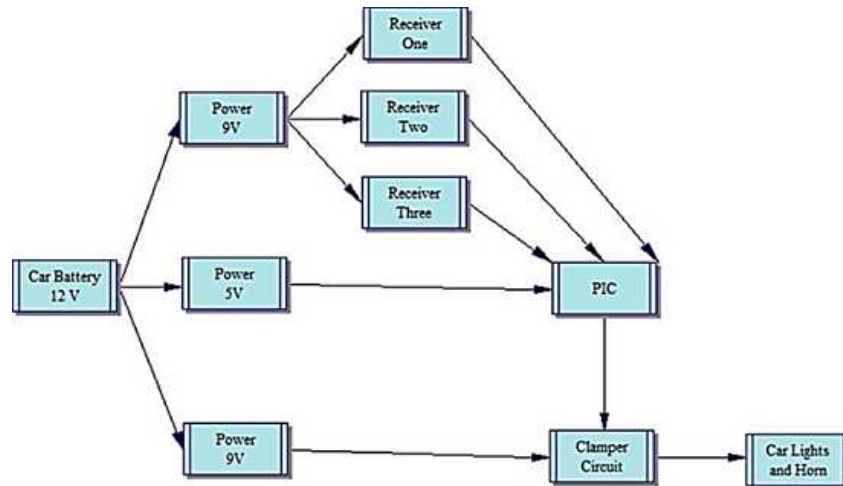 Receiver
One
Power
9V
Receiver
Two
Receiver
Three
Car Battery
12 V
Power
5V
PIC
Power
9V
Clamper
Circuit
Car Lights
and Horn